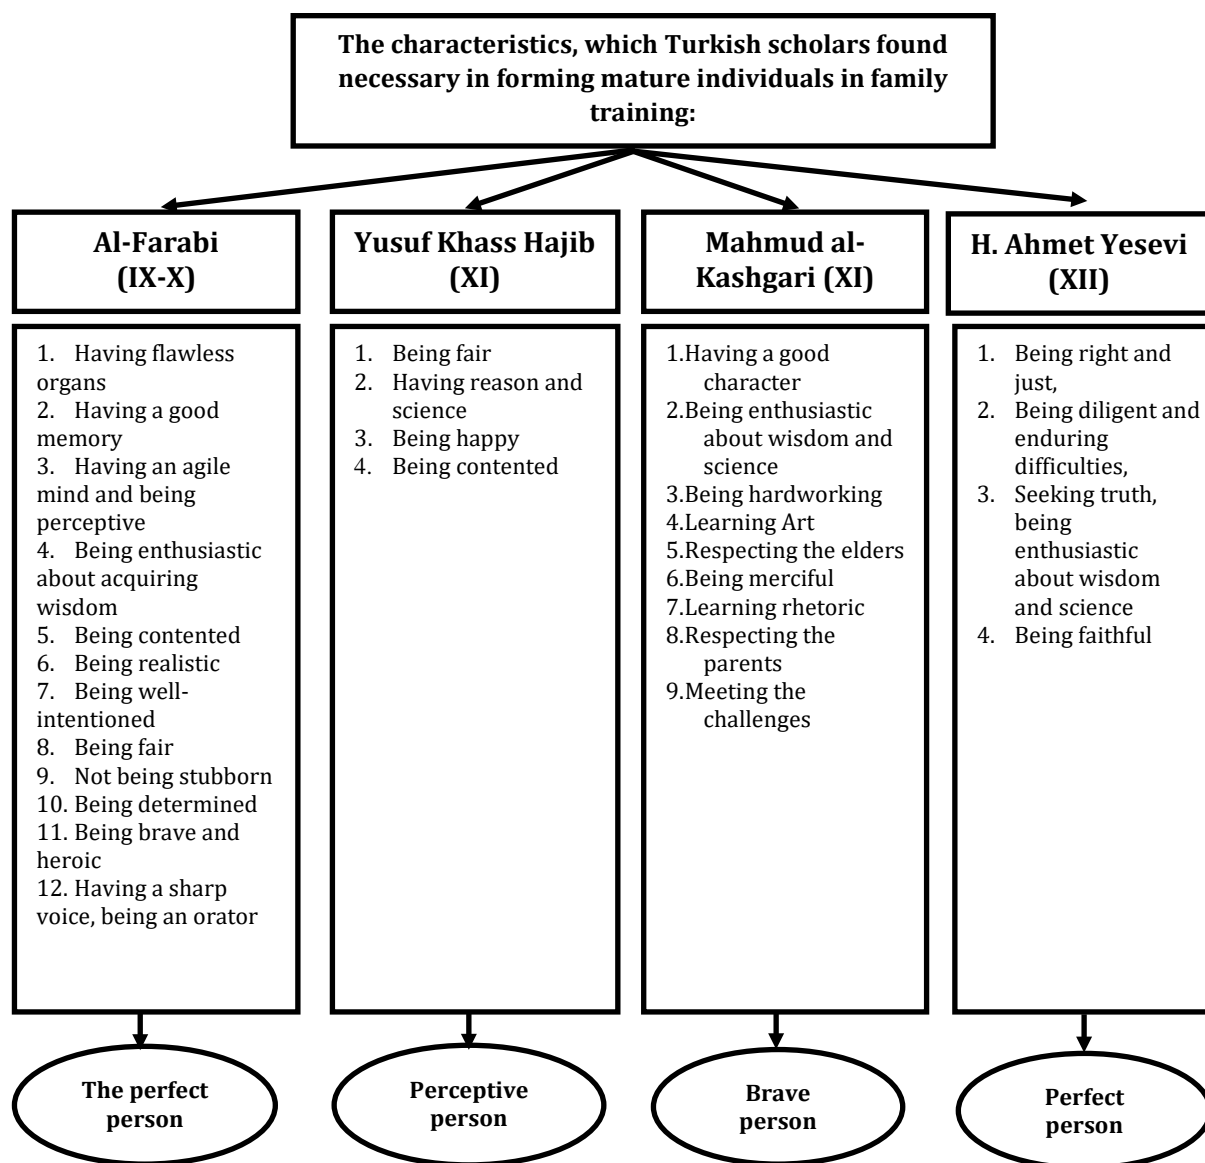 The characteristics, which Turkish scholars found
necessary in forming mature individuals in family
training:
Al-Farabi
(IX-X)
1. Having flawless
organs
2. Having a good
memory
3. Having an agile
mind and being
perceptive
4. Being enthusiastic
about acquiring
wisdom
5. Being contented
6. Being realistic
7. Being well-
intentioned
8. Being fair
9. Not being stubborn
10. Being determined
11. Being brave and
heroic
12. Having a sharp
voice, being an orator
The perfect
person
Yusuf Khass Hajib
(XI)
1. Being fair
2. Having reason and
science
3. Being happy
4. Being contented
Perceptive
person
Mahmud al-
Kashgari (XI)
1.Having a good
character
2.Being enthusiastic
about wisdom and
science
3.Being hardworking
4.Learning Art
5.Respecting the elders
6.Being merciful
7.Learning rhetoric
8.Respecting the
parents
9.Meeting the
challenges
Brave
person
H. Ahmet Yesevi
(XII)
1. Being right and
just,
2. Being diligent and
enduring
difficulties,
3. Seeking truth,
being
enthusiastic
about wisdom
and science
4. Being faithful
Perfect
person